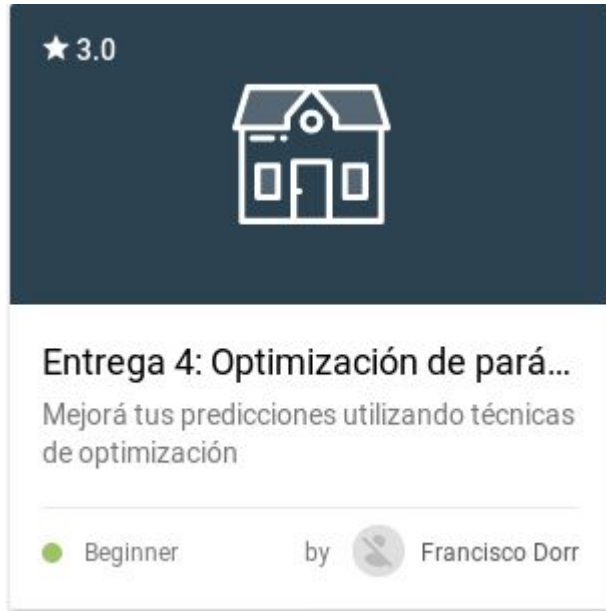 ★ 3.0
Entrega 4: Optimización de pará...
Mejorá tus predicciones utilizando técnicas
de optimización
Beginner by Francisco Dorr